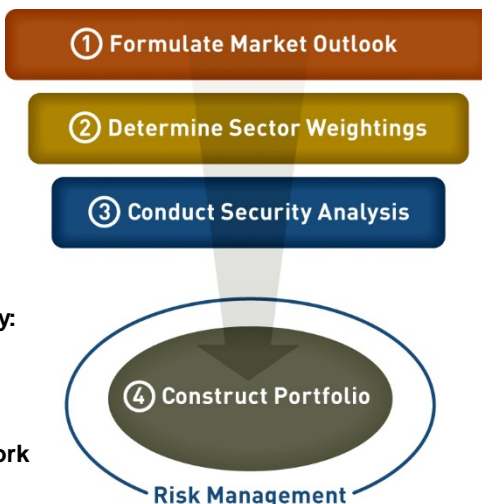 ① Formulate Market Outlook
② Determine Sector Weightings
③ Conduct Security Analysis
④ Construct Portfolio
Risk Management